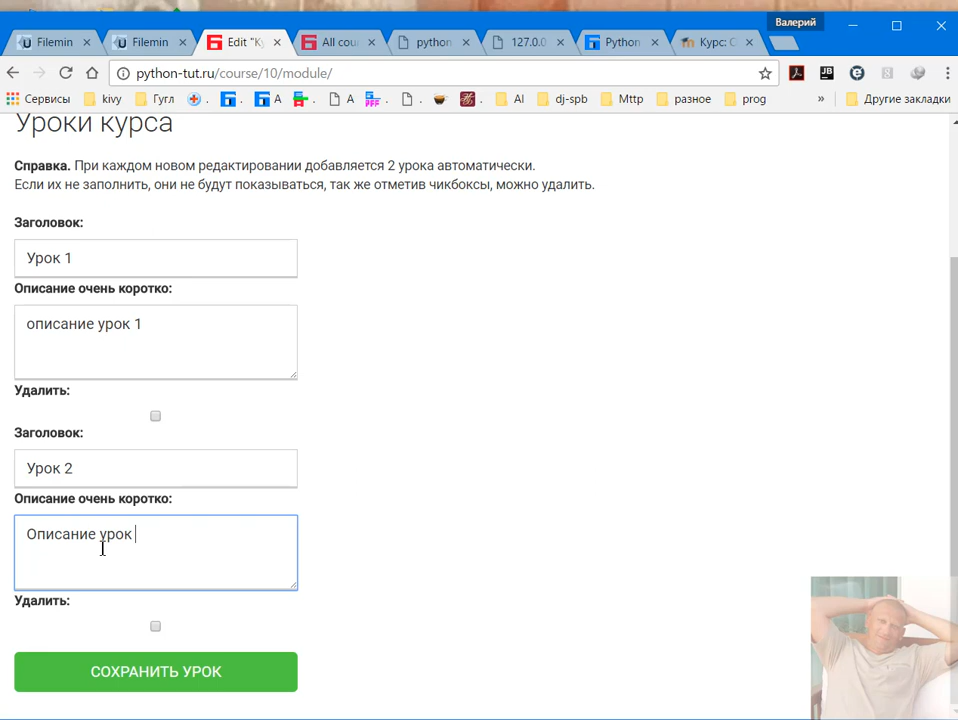 Валерий
Filemin
Filemin
Edit "Ку
All cou
python
127.0.0
Python
Курс: C
python-tut.ru/course/10/module/
Сервисы
kivy
Гугл
.
.
A
.
PFF
.
.
A
.
.
AI
dj-spb
Mttp
разное
prog
»
Другие закладки
Уроки курса
Справка. При каждом новом редактировании добавляется 2 урока автоматически.
Если их не заполнить, они не будут показываться, так же отметив чикбоксы, можно удалить.
Заголовок:
Урок 1
Описание очень коротко:
описание урок 1
Удалить:
Заголовок:
Урок 2
Описание очень коротко:
Описание урок
Удалить:
СОХРАНИТЬ УРОК